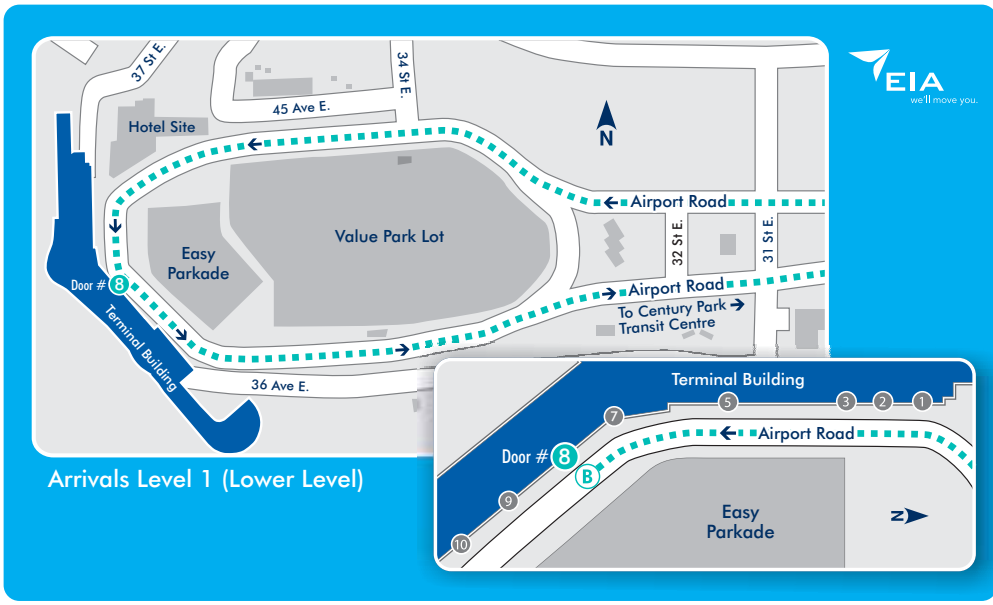 37 St E.
34 St E.
45 Ave E.
Hotel Site
N
EIA
we'll move you.
Airport Road
Value Park Lot
Easy
Parkade
32 St E.
31 St E.
Door # 8
Airport Road
To Century Park
Transit Centre
Terminal Building
36 Ave E.
Terminal Building
7
5
3
2
1
Airport Road
Door # 8
B
9
10
Easy
Parkade
N
Arrivals Level 1 (Lower Level)